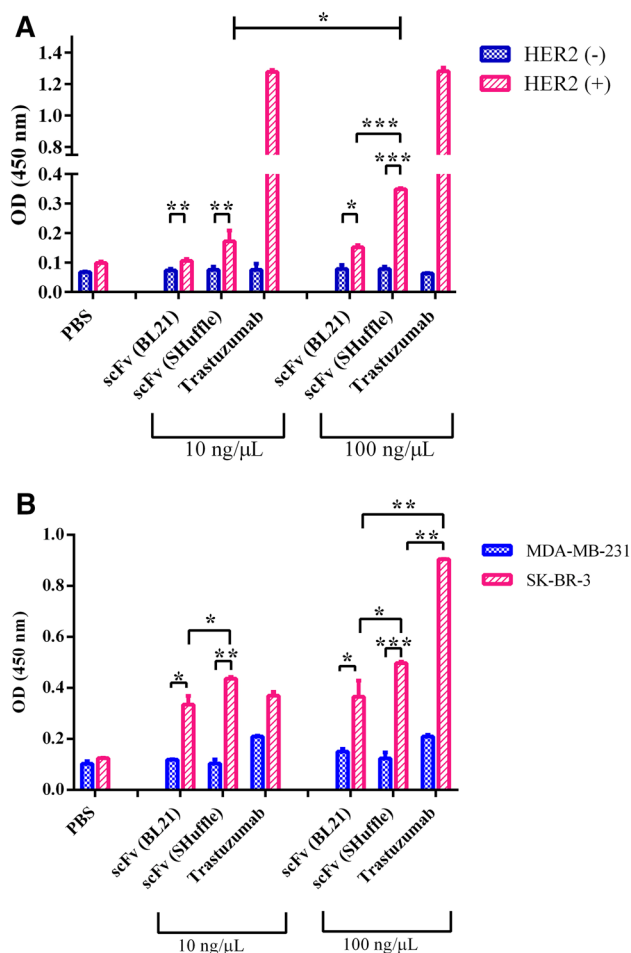 A
*
HER2 (-)
HER2 (+)
OD (450 nm)
1.4
1.2
1.0
0.8
0.6
0.4
0.3
0.2
0.1
0.0
**
**
*
***
***
PBS
scFv (BL21)
scFv (SHuffle)
Trastuzumab
scFv (BL21)
scFv (SHuffle)
Trastuzumab
10 ng/µL
100 ng/µL
B
MDA-MB-231
SK-BR-3
OD (450 nm)
1.0
0.8
0.6
0.4
0.2
0.0
*
*
**
**
**
*
*
***
PBS
scFv (BL21)
scFv (SHuffle)
Trastuzumab
scFv (BL21)
scFv (SHuffle)
Trastuzumab
10 ng/µL
100 ng/µL